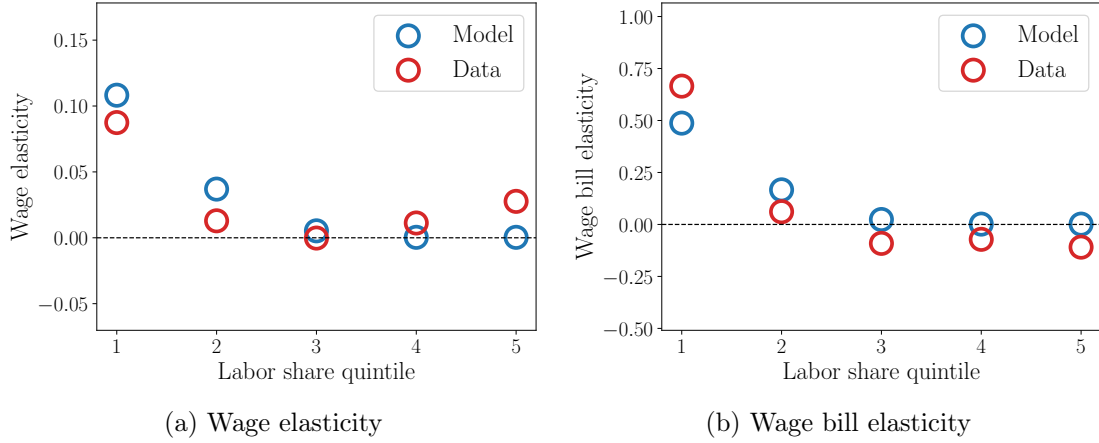 0.15
0.10
0.05
0.00
−0.05
Wage elasticity
Model
Data
1 2 3 4 5
Labor share quintile
(a) Wage elasticity
1.00
0.75
0.50
0.25
0.00
−0.25
−0.50
Wage bill elasticity
Model
Data
1 2 3 4 5
Labor share quintile
(b) Wage bill elasticity